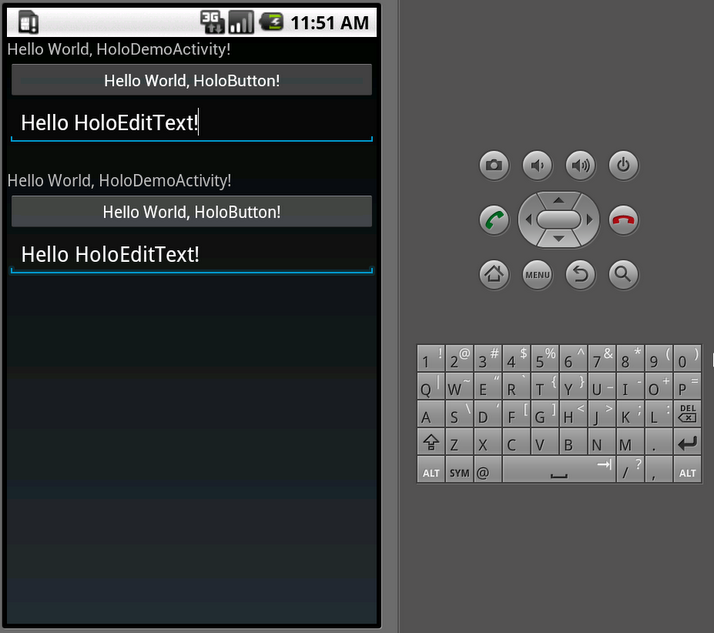 3G 11:51 AM
Hello World, HoloDemoActivity!
Hello World, HoloButton!
Hello HoloEditText!
Hello World, HoloDemoActivity!
Hello World, HoloButton!
Hello HoloEditText!
MENU
1 ! 2 @ 3 # 4 $ 5 % 6 ^ 7 & 8 * 9 ( 0 )
Q | W ~ E " R ` T { Y } U _ I - O + P =
A S \ D ' F [ G ] H < J > K ; L : DEL
Z X C V B N M .
ALT SYM @ / ? , ALT